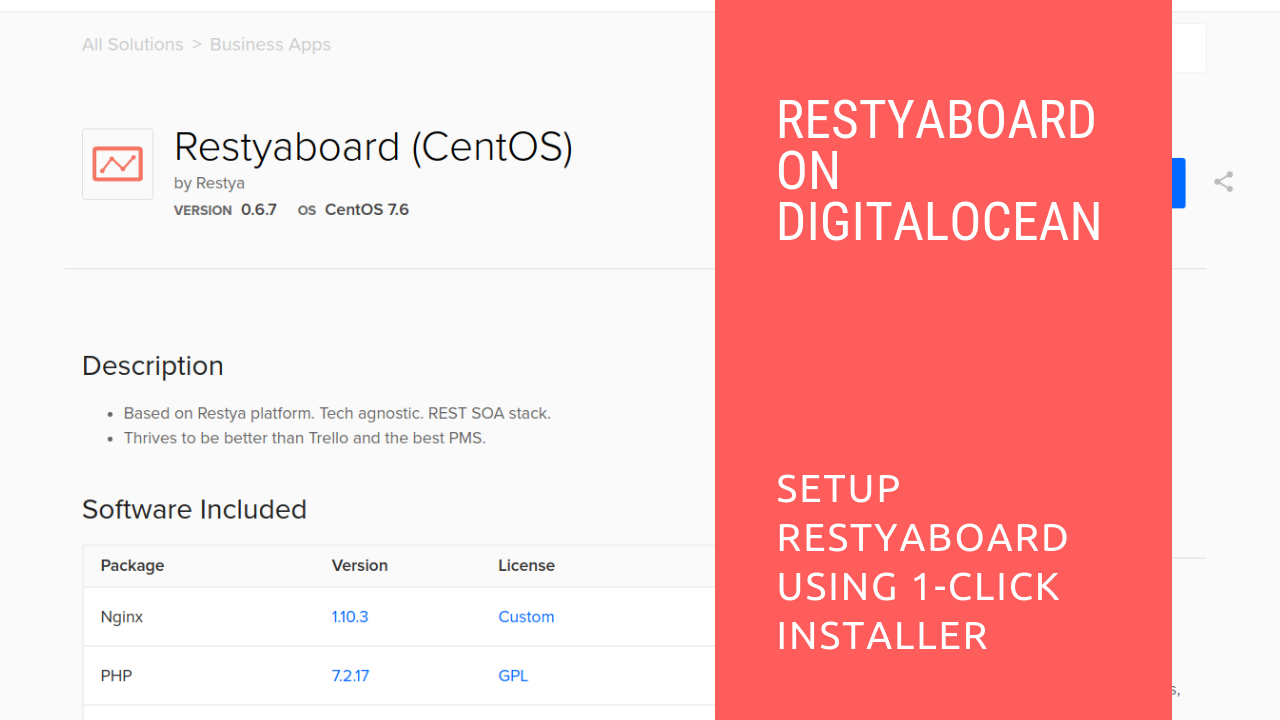 All Solutions > Business Apps
Restyaboard (CentOS)
by Restya
VERSION 0.6.7 OS CentOS 7.6
Description
• Based on Restya platform. Tech agnostic. REST SOA stack.
• Thrives to be better than Trello and the best PMS.
Software Included
Package Version License
Nginx 1.10.3 Custom
PHP 7.2.17 GPL
RESTYABOARD
ON
DIGITALOCEAN
SETUP
RESTYABOARD
USING 1-CLICK
INSTALLER